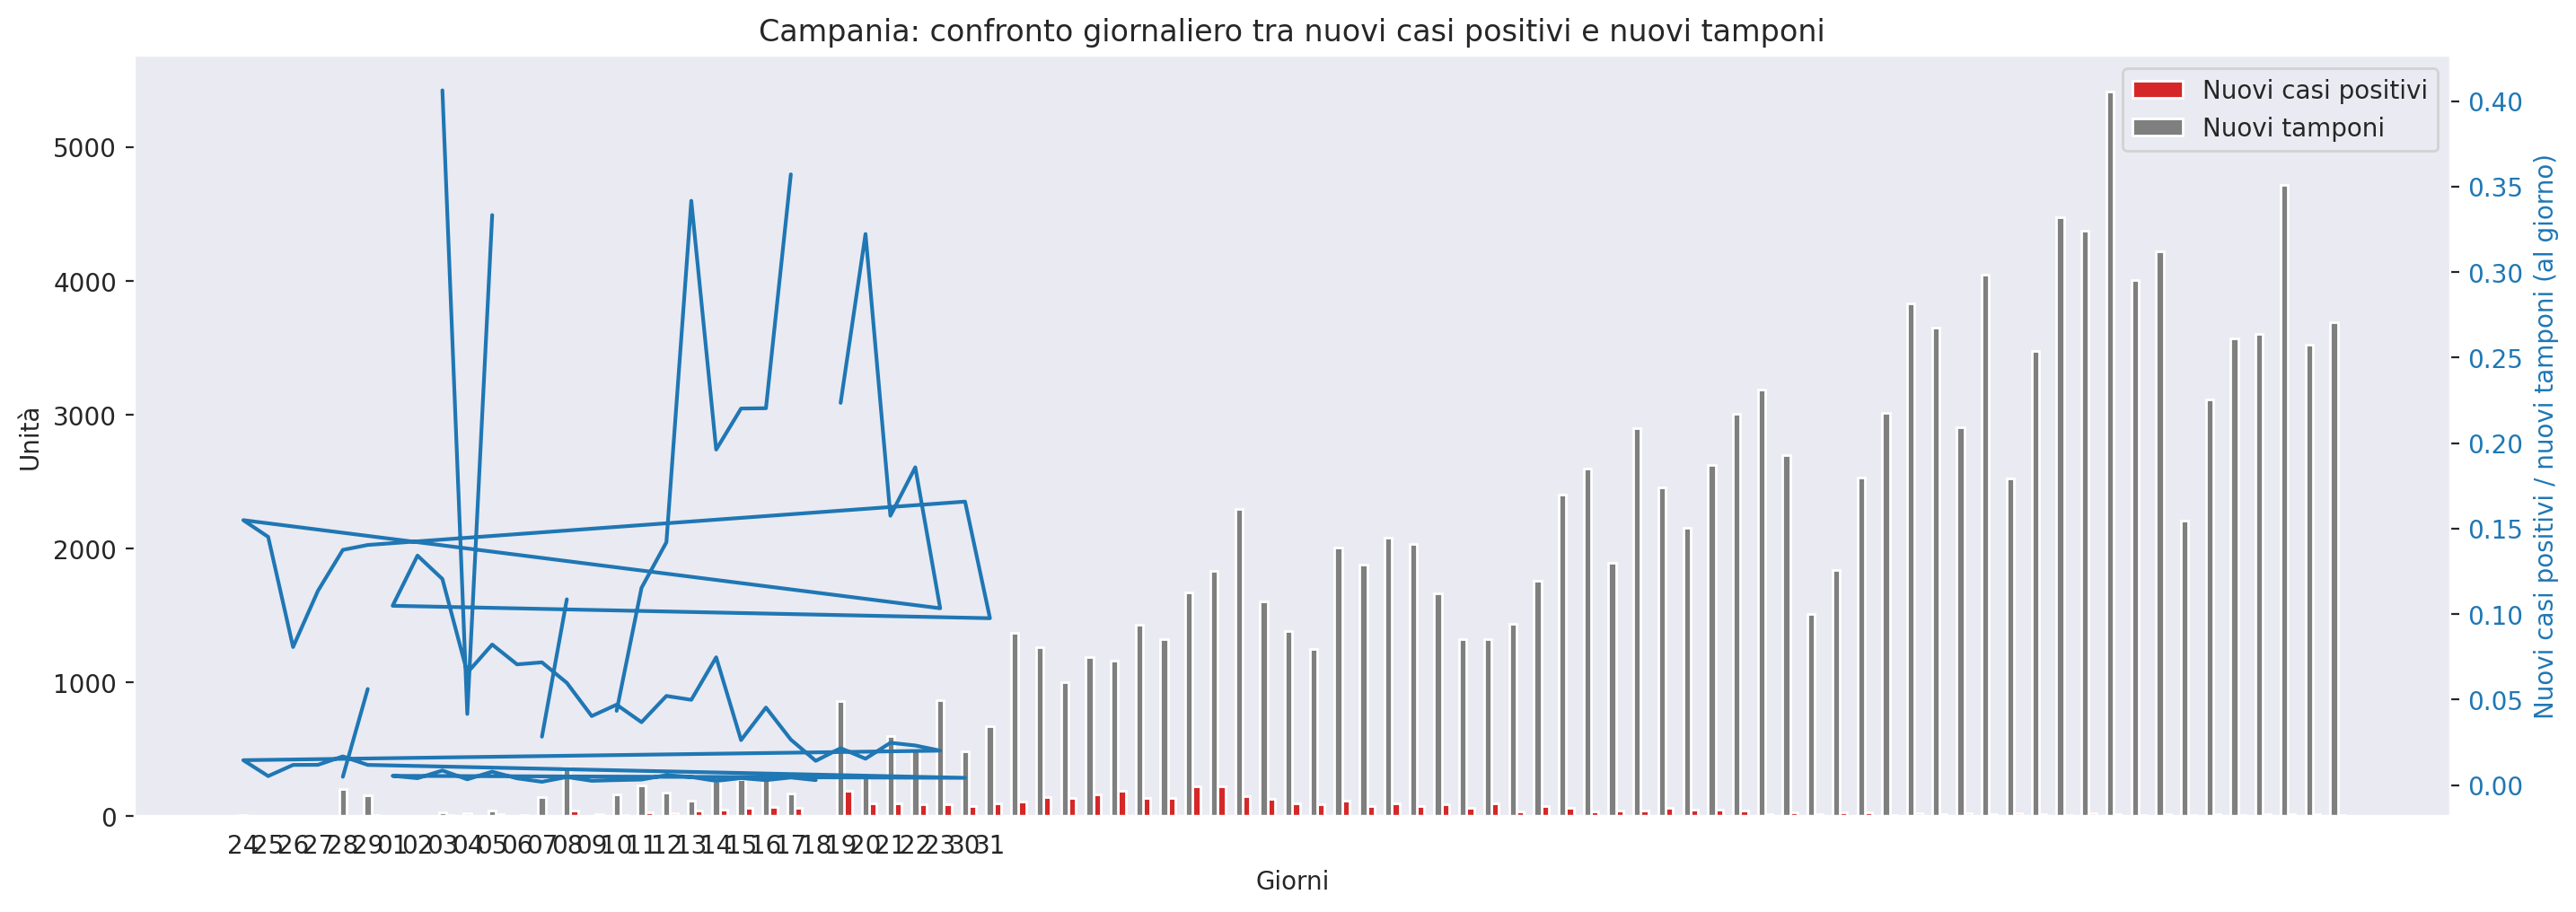 Campania: confronto giornaliero tra nuovi casi positivi e nuovi tamponi
Nuovi casi positivi
Nuovi tamponi
5000
4000
3000
2000
1000
0
Unità
0.40
0.35
0.30
0.25
0.20
0.15
0.10
0.05
0.00
Nuovi casi positivi / nuovi tamponi (al giorno)
24 25 26 27 28 29 01 02 03 04 05 06 07 08 09 10 11 12 13 14 15 16 17 18 19 20 21 22 23 30 31
Giorni